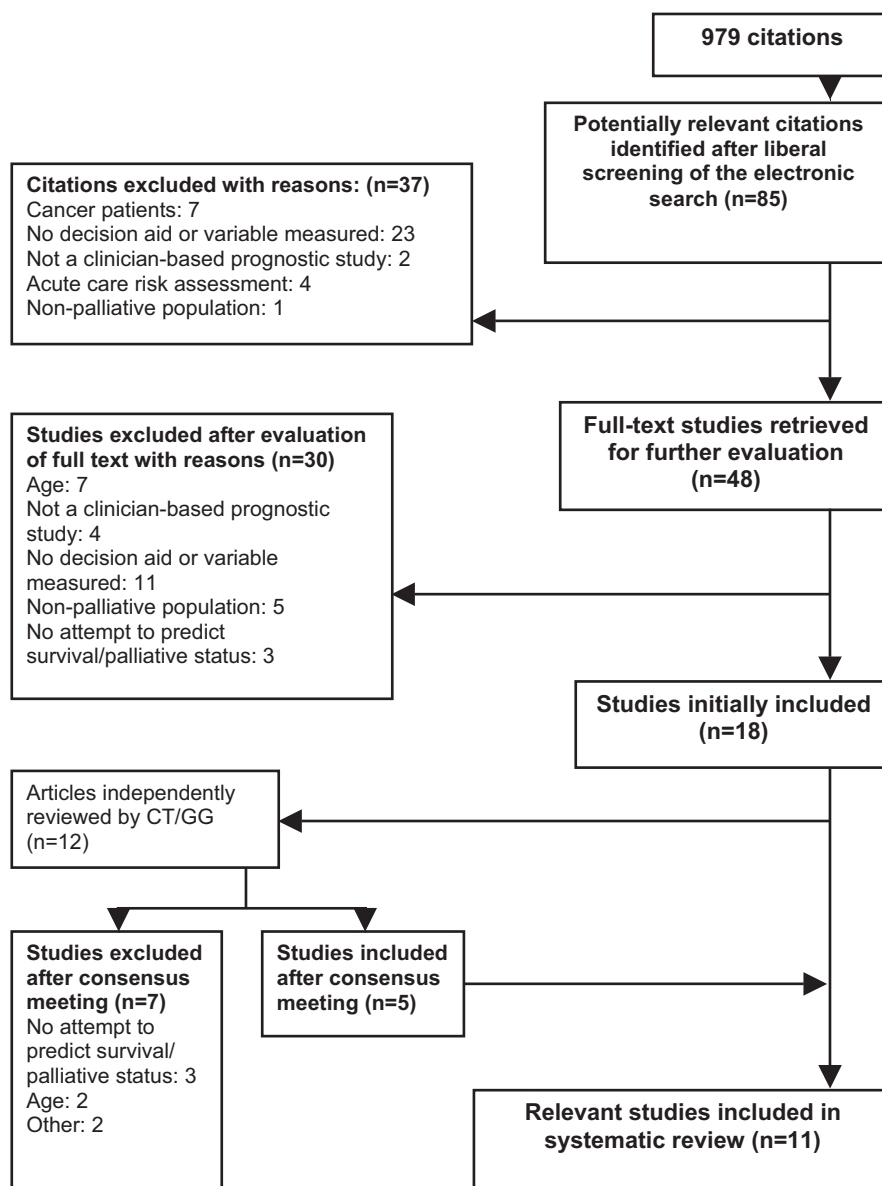 979 citations
Potentially relevant citations
identified after liberal
screening of the electronic
search (n=85)
Citations excluded with reasons: (n=37)
Cancer patients: 7
No decision aid or variable measured: 23
Not a clinician-based prognostic study: 2
Acute care risk assessment: 4
Non-palliative population: 1
Full-text studies retrieved
for further evaluation
(n=48)
Studies excluded after evaluation
of full text with reasons (n=30)
Age: 7
Not a clinician-based prognostic
study: 4
No decision aid or variable
measured: 11
Non-palliative population: 5
No attempt to predict
survival/palliative status: 3
Studies initially included
(n=18)
Articles independently
reviewed by CT/GG
(n=12)
Studies excluded
after consensus
meeting (n=7)
No attempt to
predict survival/
palliative status: 3
Age: 2
Other: 2
Studies included
after consensus
meeting (n=5)
Relevant studies included in
systematic review (n=11)